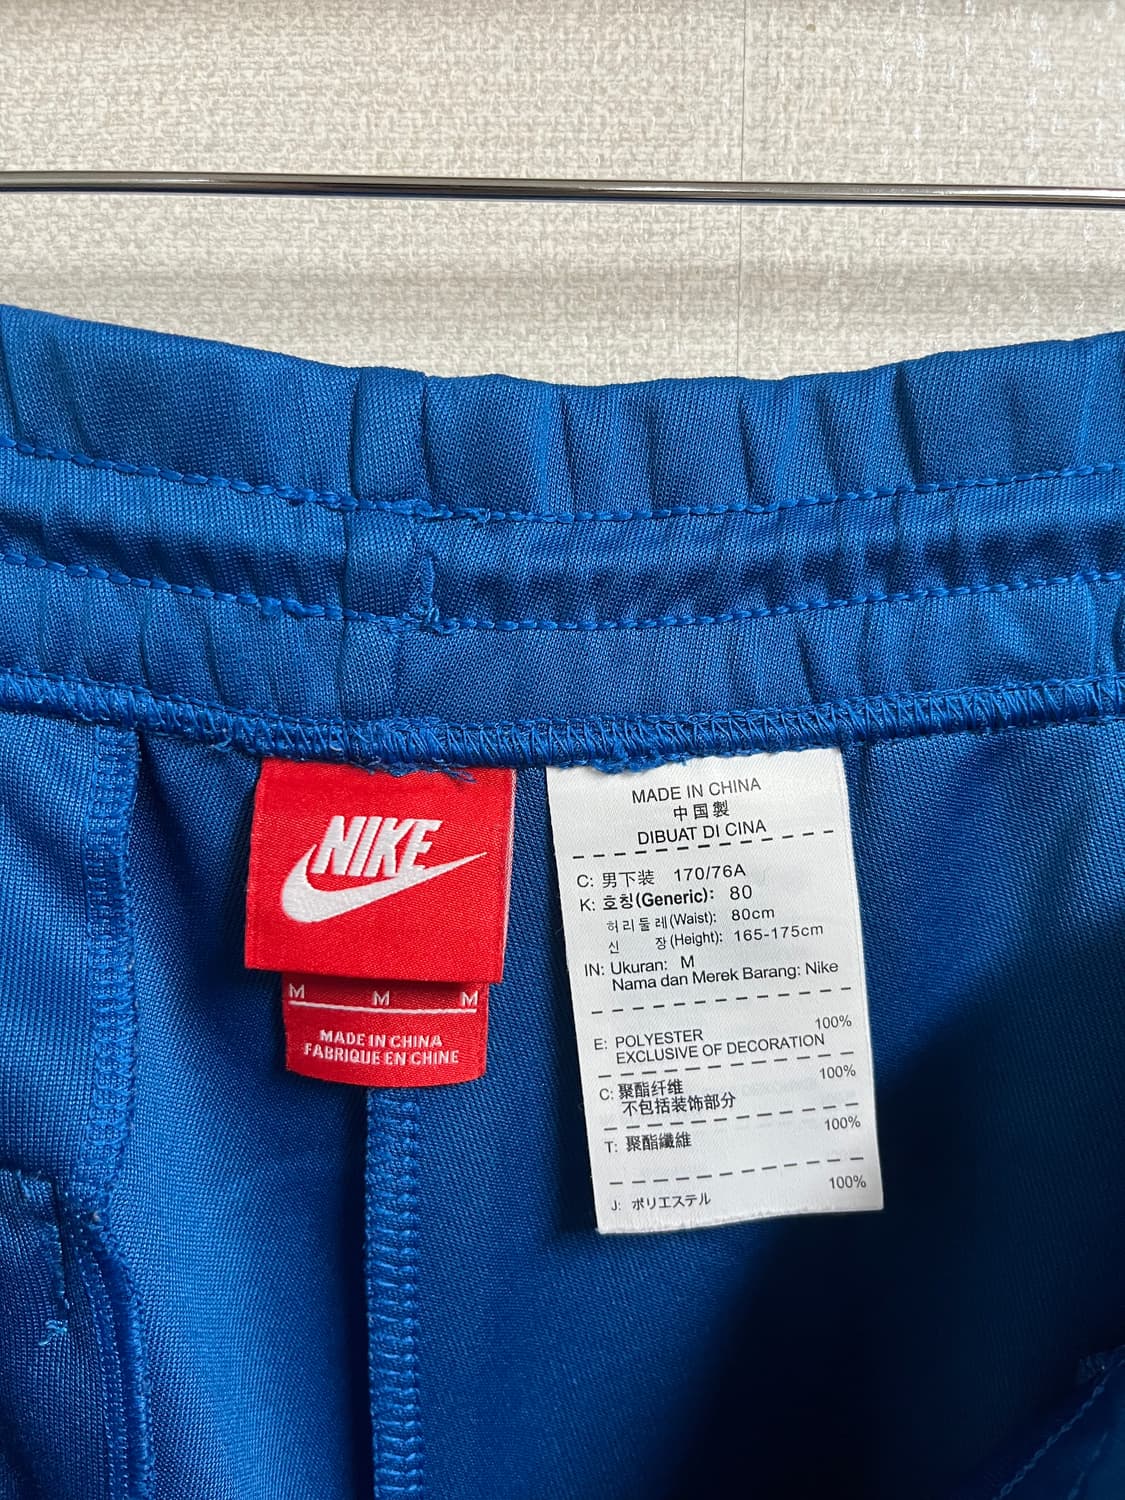 NIKE
M M M
MADE IN CHINA
FABRIQUE EN CHINE
MADE IN CHINA
中国製
DIBUAT DI CINA
C: 男下装 170/76A
K: 호칭(Generic): 80
허리둘레(Waist): 80cm
신 장(Height): 165-175cm
IN: Ukuran: M
Nama dan Merek Barang: Nike
E: POLYESTER 100%
EXCLUSIVE OF DECORATION
C: 聚酯纤维 100%
不包括装饰部分
T: 聚酯纖維 100%
J: ポリエステル 100%